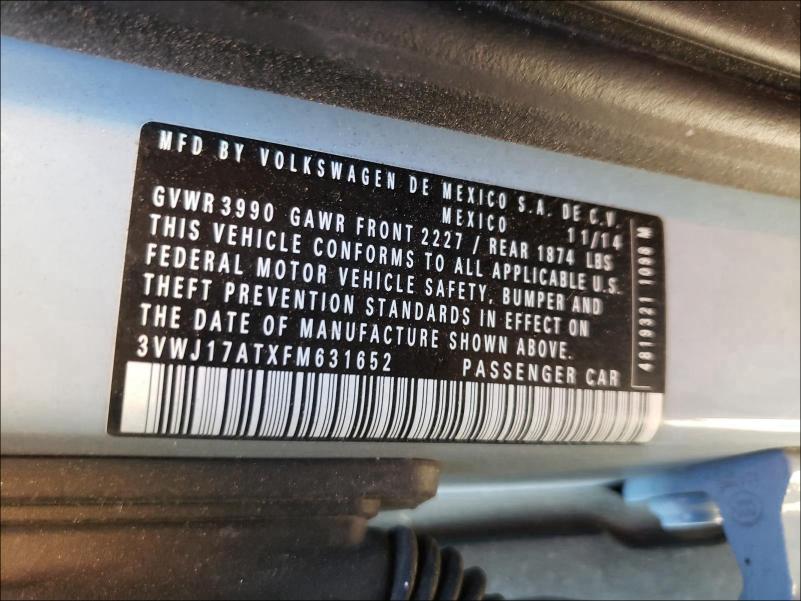 MFD BY VOLKSWAGEN DE MEXICO S.A. DE C.V.
MEXICO 11/14
GVWR 3990 GAWR FRONT 2227 / REAR 1874 LBS
THIS VEHICLE CONFORMS TO ALL APPLICABLE U.S.
FEDERAL MOTOR VEHICLE SAFETY, BUMPER AND
THEFT PREVENTION STANDARDS IN EFFECT ON
THE DATE OF MANUFACTURE SHOWN ABOVE.
3VWJ17ATXFM631652 PASSENGER CAR